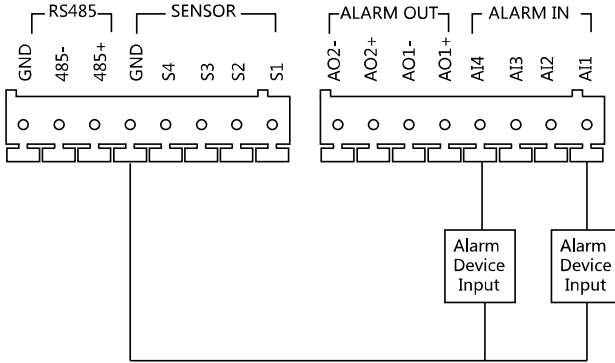 RS485 SENSOR ALARM OUT ALARM IN
GND 485- 485+ GND S4 S3 S2 S1 AO2- AO2+ AO1- AO1+ AI4 AI3 AI2 AI1
Alarm
Device
Input
Alarm
Device
Input